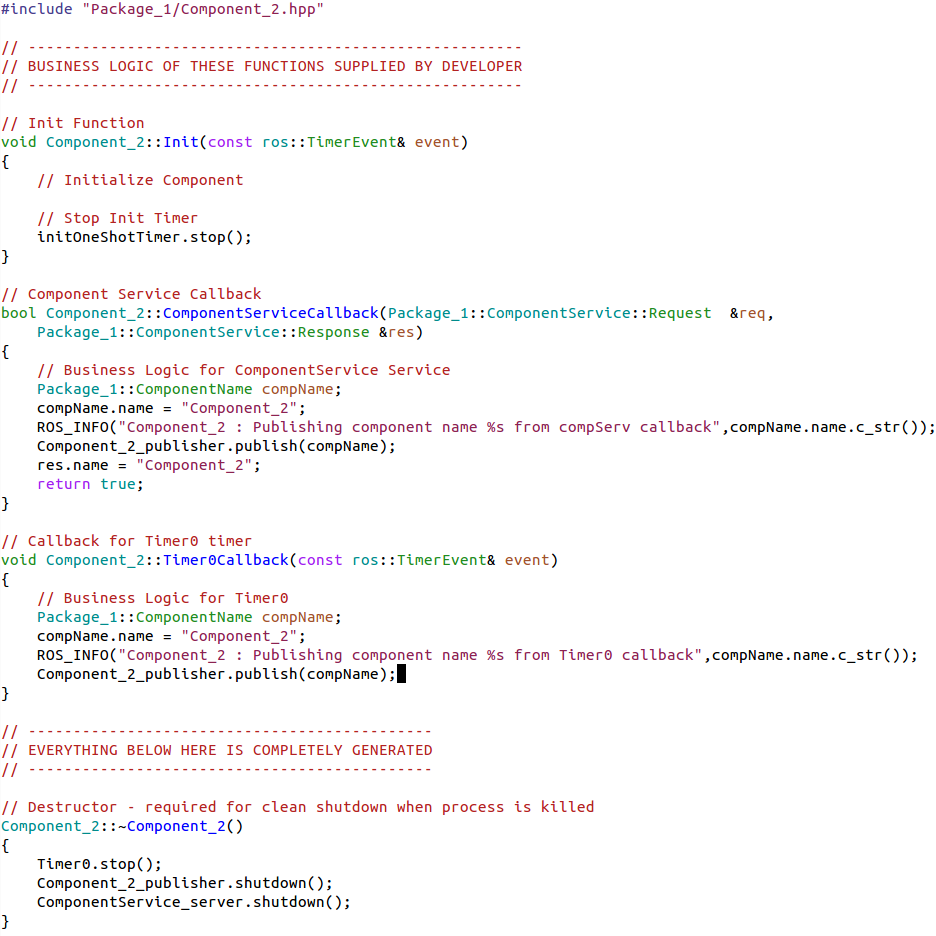 #include "Package_1/Component_2.hpp"
// -------------------------------------------------------
// BUSINESS LOGIC OF THESE FUNCTIONS SUPPLIED BY DEVELOPER
// -------------------------------------------------------
// Init Function
void Component_2::Init(const ros::TimerEvent& event)
{
    // Initialize Component
    // Stop Init Timer
    initOneShotTimer.stop();
}
// Component Service Callback
bool Component_2::ComponentServiceCallback(Package_1::ComponentService::Request  &req,
    Package_1::ComponentService::Response &res)
{
    // Business Logic for ComponentService Service
    Package_1::ComponentName compName;
    compName.name = "Component_2";
    ROS_INFO("Component_2 : Publishing component name %s from compServ callback",compName.name.c_str());
    Component_2_publisher.publish(compName);
    res.name = "Component_2";
    return true;
}
// Callback for Timer0 timer
void Component_2::Timer0Callback(const ros::TimerEvent& event)
{
    // Business Logic for Timer0
    Package_1::ComponentName compName;
    compName.name = "Component_2";
    ROS_INFO("Component_2 : Publishing component name %s from Timer0 callback",compName.name.c_str());
    Component_2_publisher.publish(compName);
}
// ---------------------------------------------
// EVERYTHING BELOW HERE IS COMPLETELY GENERATED
// ---------------------------------------------
// Destructor - required for clean shutdown when process is killed
Component_2::~Component_2()
{
    Timer0.stop();
    Component_2_publisher.shutdown();
    ComponentService_server.shutdown();
}